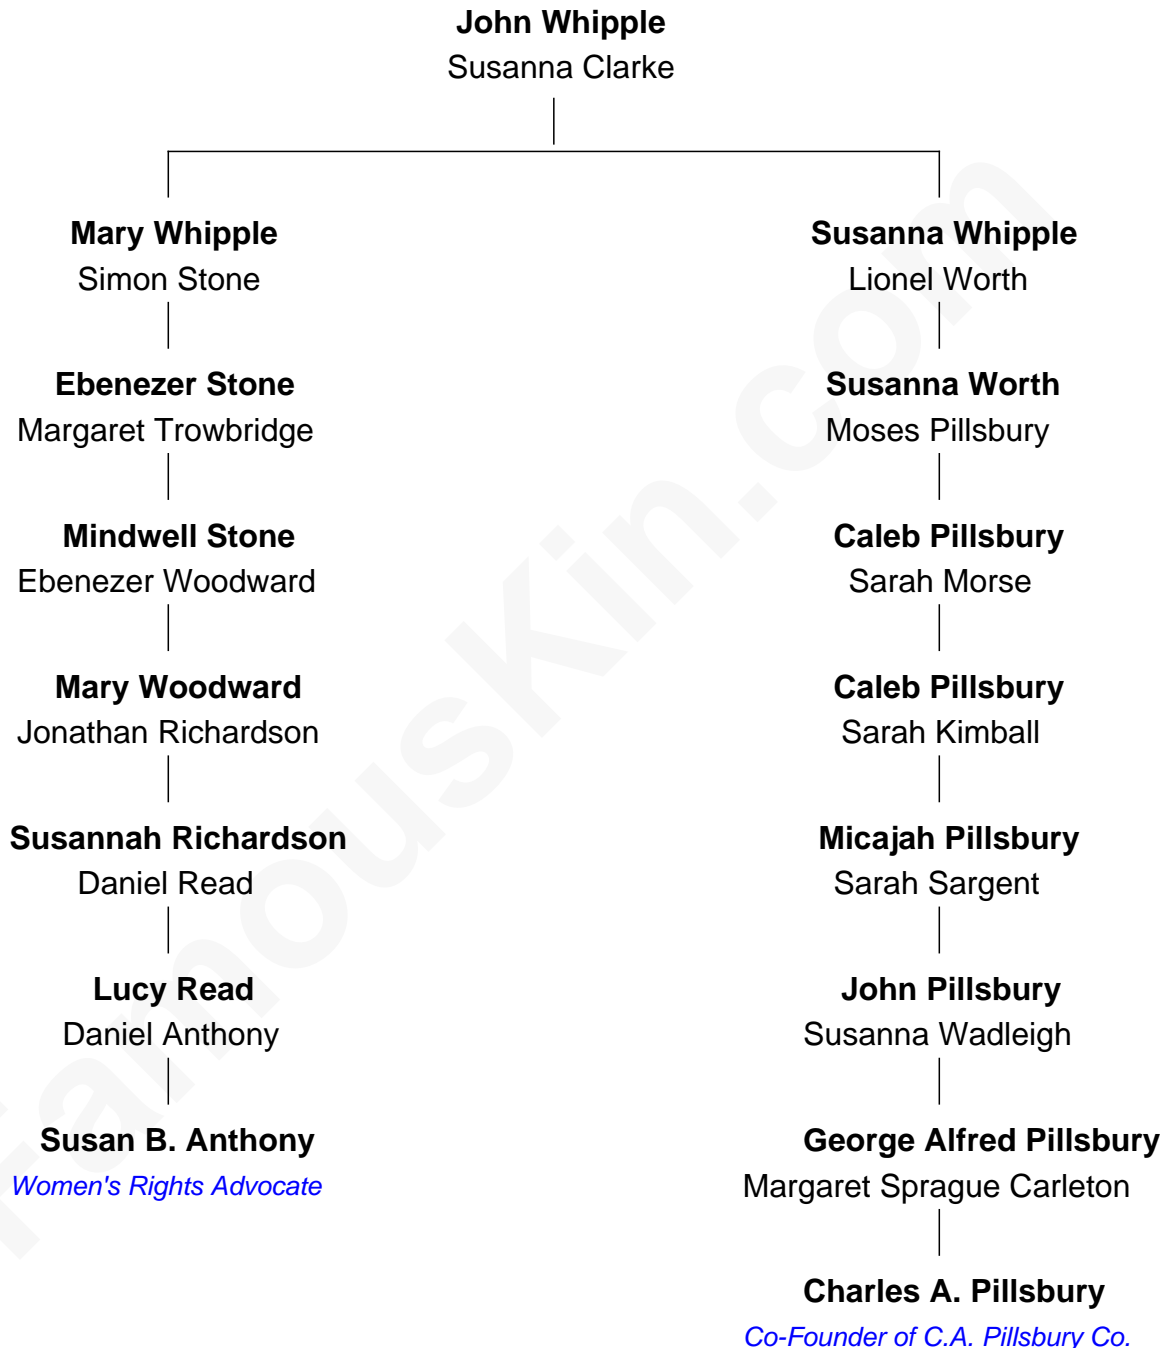 John Whipple
Susanna Clarke
Mary Whipple
Simon Stone
Ebenezer Stone
Margaret Trowbridge
Mindwell Stone
Ebenezer Woodward
Mary Woodward
Jonathan Richardson
Susannah Richardson
Daniel Read
Lucy Read
Daniel Anthony
Susan B. Anthony
Women's Rights Advocate
Susanna Whipple
Lionel Worth
Susanna Worth
Moses Pillsbury
Caleb Pillsbury
Sarah Morse
Caleb Pillsbury
Sarah Kimball
Micajah Pillsbury
Sarah Sargent
John Pillsbury
Susanna Wadleigh
George Alfred Pillsbury
Margaret Sprague Carleton
Charles A. Pillsbury
Co-Founder of C.A. Pillsbury Co.
FamousKin.com